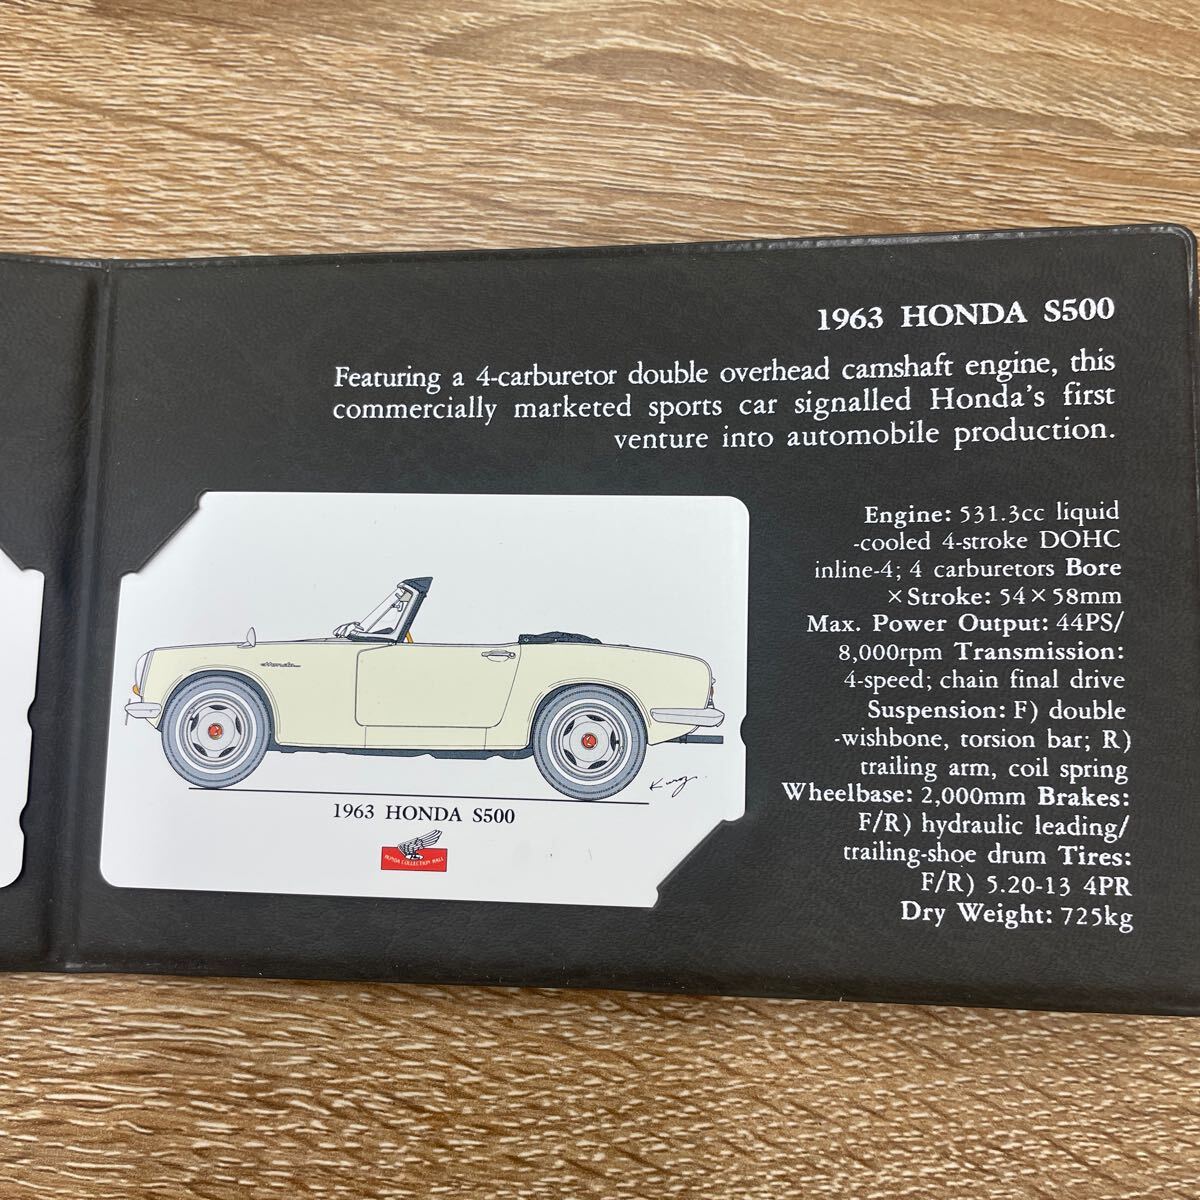 1963 HONDA S500
Featuring a 4-carburetor double overhead camshaft engine, this
commercially marketed sports car signalled Honda's first
venture into automobile production.
Engine: 531.3cc liquid
-cooled 4-stroke DOHC
inline-4; 4 carburetors Bore
×Stroke: 54×58mm
Max. Power Output: 44PS/
8,000rpm Transmission:
4-speed; chain final drive
Suspension: F) double
-wishbone, torsion bar; R)
trailing arm, coil spring
Wheelbase: 2,000mm Brakes:
F/R) hydraulic leading/
trailing-shoe drum Tires:
F/R) 5.20-13 4PR
Dry Weight: 725kg
Honda
1963 HONDA S500
HONDA COLLECTION HALL